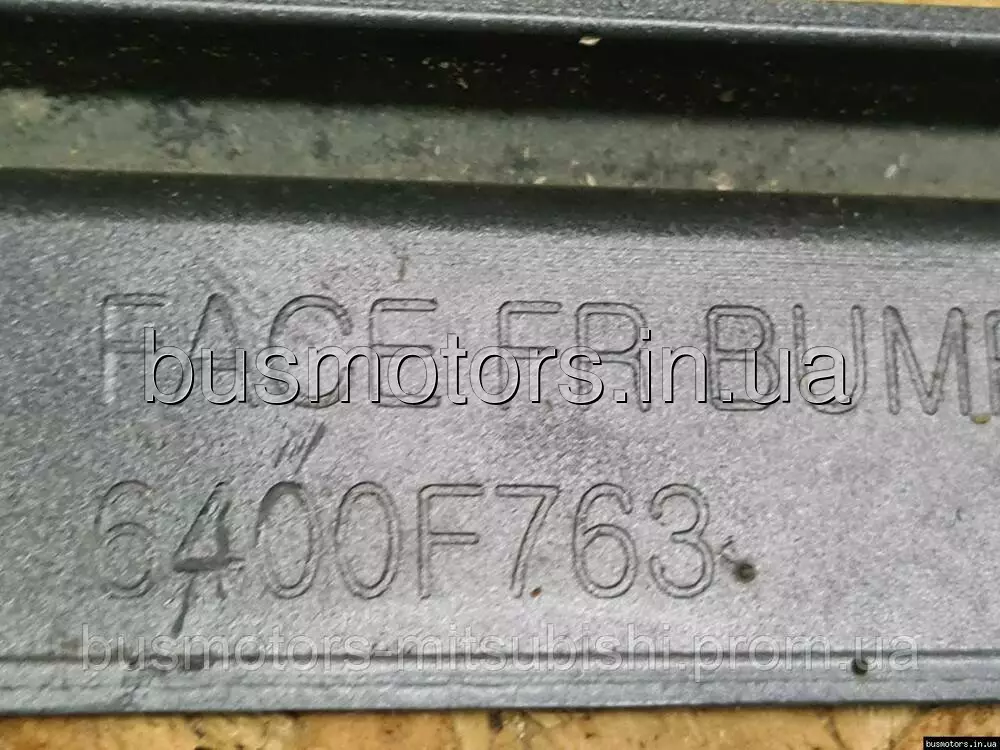 FACE,FR BUM
busmotors.in.ua
6400F763
busmotors-mitsubishi.prom.ua
busmotors.in.ua